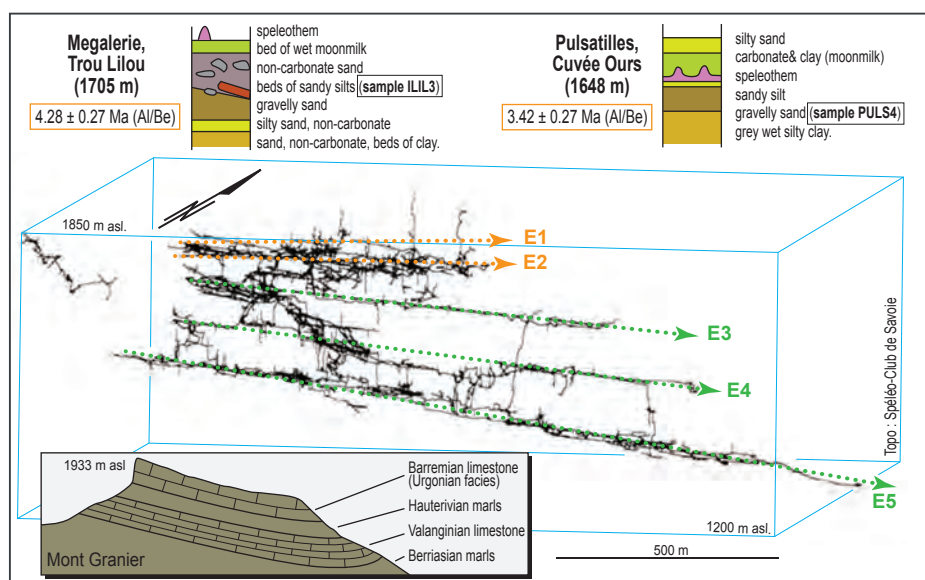 Megalerie,
Trou Lilou
(1705 m)
4.28 ± 0.27 Ma (Al/Be)
speleothem
bed of wet moonmilk
non-carbonate sand
beds of sandy silts (sample ILIL3)
gravelly sand
silty sand, non-carbonate
sand, non-carbonate, beds of clay.
Pulsatilles,
Cuvée Ours
(1648 m)
3.42 ± 0.27 Ma (Al/Be)
silty sand
carbonate& clay (moonmilk)
speleothem
sandy silt
gravelly sand (sample PULS4)
grey wet silty clay.
1850 m asl.
E1
E2
E3
E4
E5
Topo : Spéléo-Club de Savoie
1200 m asl.
500 m
1933 m asl
Barremian limestone
(Urgonian facies)
Hauterivian marls
Valanginian limestone
Berriasian marls
Mont Granier